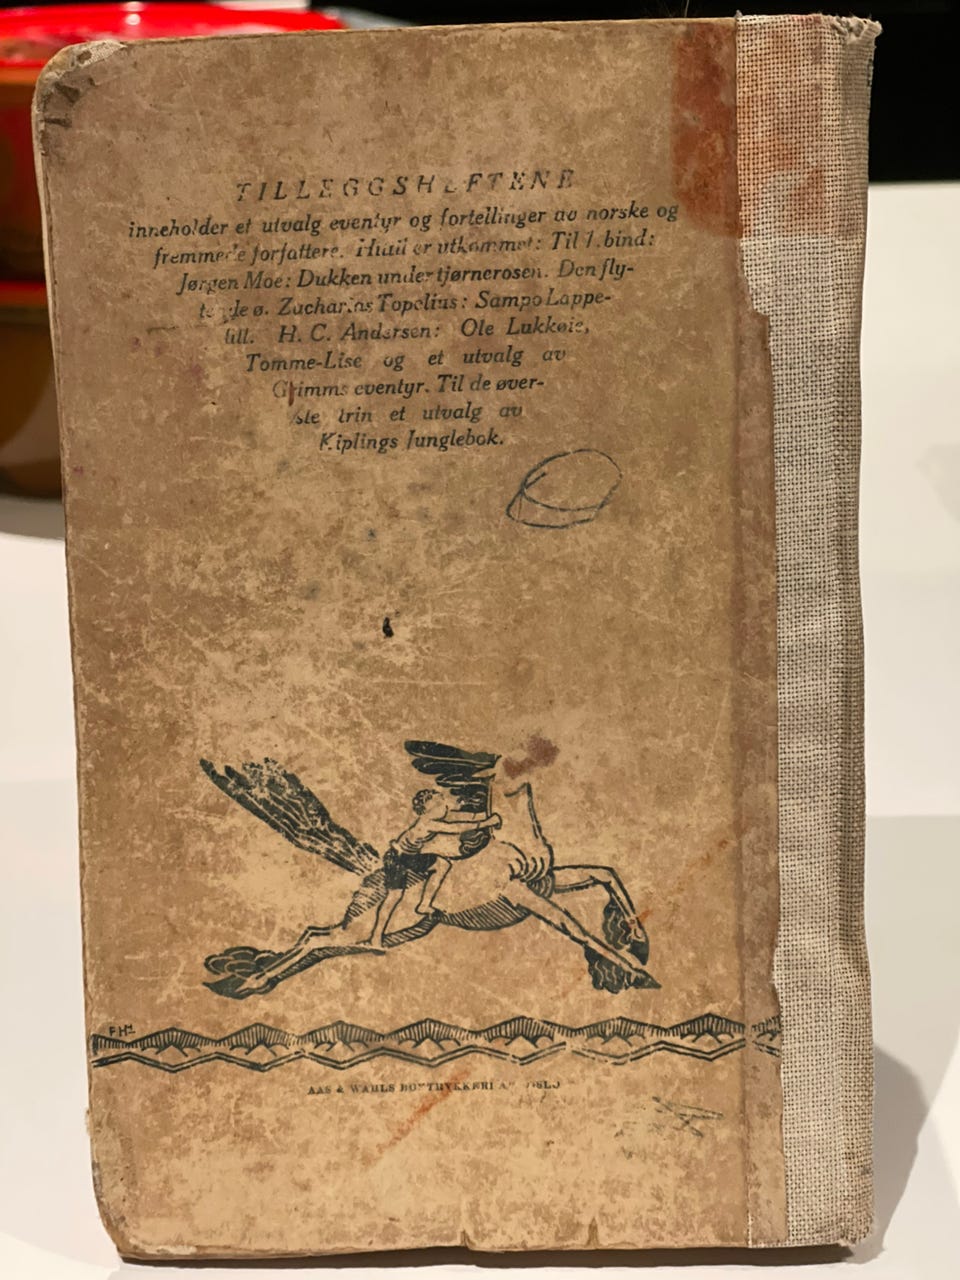 TILLEGGSHEFTENE
inneholder et utvalg eventyr og fortellinger av norske og
fremmede forfattere. Hittil er utkommet: Til 1. bind:
Jørgen Moe: Dukken under tjørnerosen. Den fly-
tende ø. Zacharias Topelius: Sampo Lappe-
lill. H. C. Andersen: Ole Lukkøie,
Tomme-Lise og et utvalg av
Grimms eventyr. Til de øver-
ste trin et utvalg av
Kiplings Junglebok.
AAS & WAHLS BOKTRYKKERI A/S OSLO